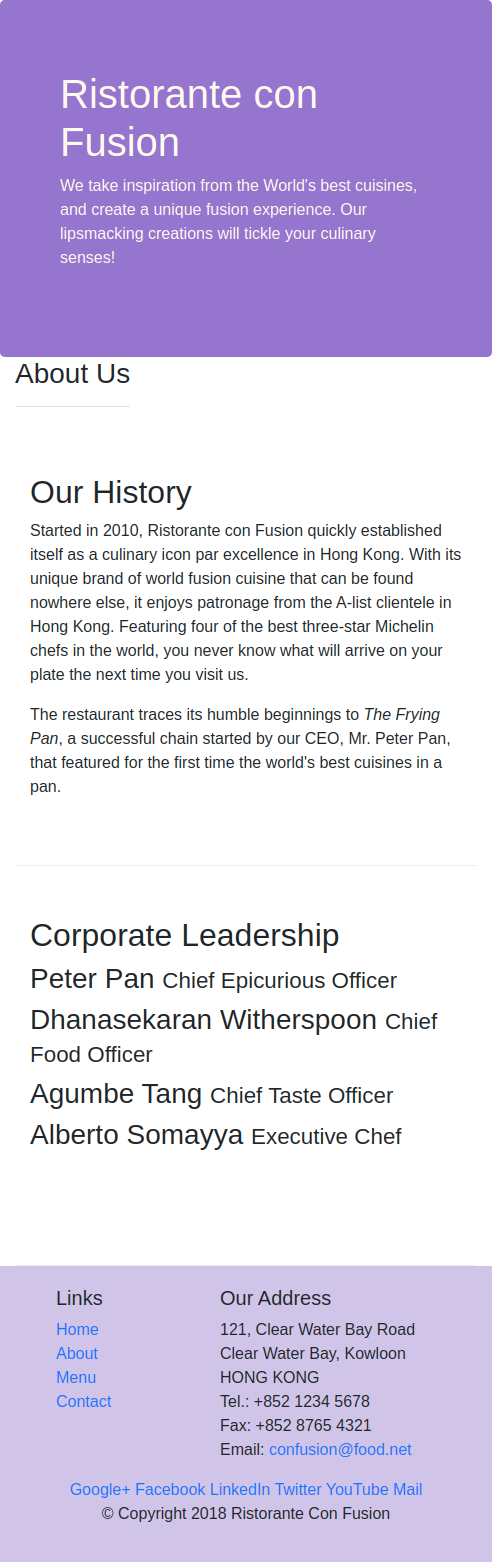 Ristorante con
Fusion
We take inspiration from the World's best cuisines,
and create a unique fusion experience. Our
lipsmacking creations will tickle your culinary
senses!
About Us
Our History
Started in 2010, Ristorante con Fusion quickly established
itself as a culinary icon par excellence in Hong Kong. With its
unique brand of world fusion cuisine that can be found
nowhere else, it enjoys patronage from the A-list clientele in
Hong Kong. Featuring four of the best three-star Michelin
chefs in the world, you never know what will arrive on your
plate the next time you visit us.
The restaurant traces its humble beginnings to The Frying
Pan, a successful chain started by our CEO, Mr. Peter Pan,
that featured for the first time the world's best cuisines in a
pan.
Corporate Leadership
Peter Pan Chief Epicurious Officer
Dhanasekaran Witherspoon Chief
Food Officer
Agumbe Tang Chief Taste Officer
Alberto Somayya Executive Chef
Links
Home
About
Menu
Contact
Our Address
121, Clear Water Bay Road
Clear Water Bay, Kowloon
HONG KONG
Tel.: +852 1234 5678
Fax: +852 8765 4321
Email: confusion@food.net
Google+ Facebook LinkedIn Twitter YouTube Mail
© Copyright 2018 Ristorante Con Fusion